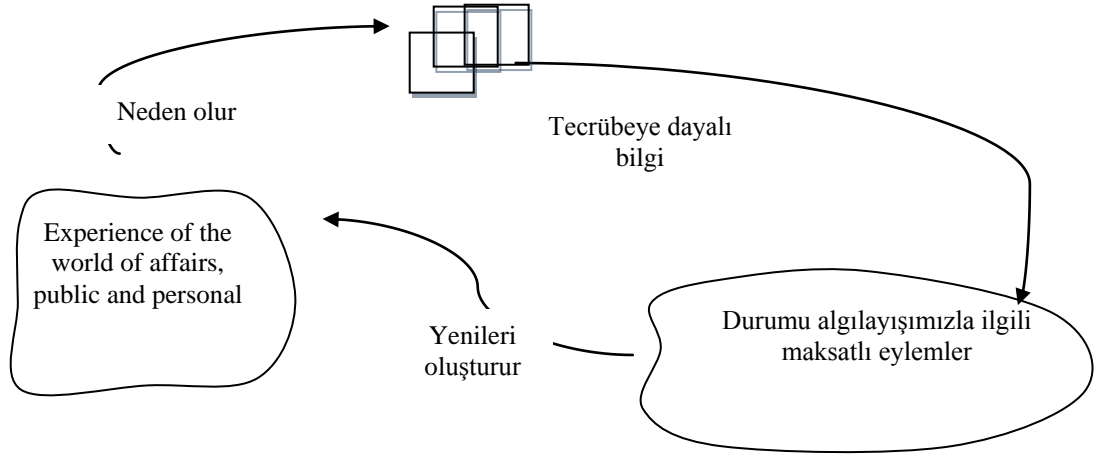 Neden olur
Tecrübeye dayalı
bilgi
Experience of the
world of affairs,
public and personal
Yenileri
oluşturur
Durumu algılayışımızla ilgili
maksatlı eylemler